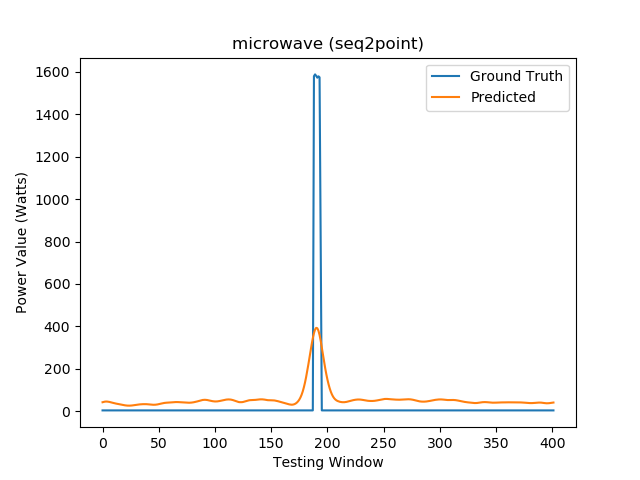 microwave (seq2point)
Ground Truth
Predicted
Power Value (Watts)
1600
1400
1200
1000
800
600
400
200
0
0 50 100 150 200 250 300 350 400
Testing Window